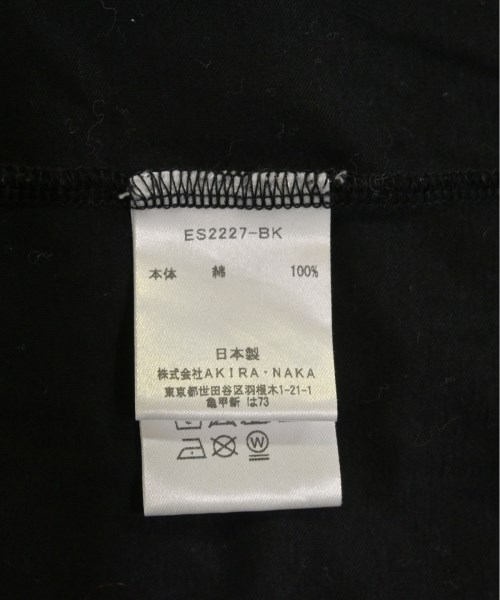 ES2227-BK
本体 綿 100%
日本製
株式会社AKIRA・NAKA
東京都世田谷区羽根木1-21-1
亀甲新 は73
W